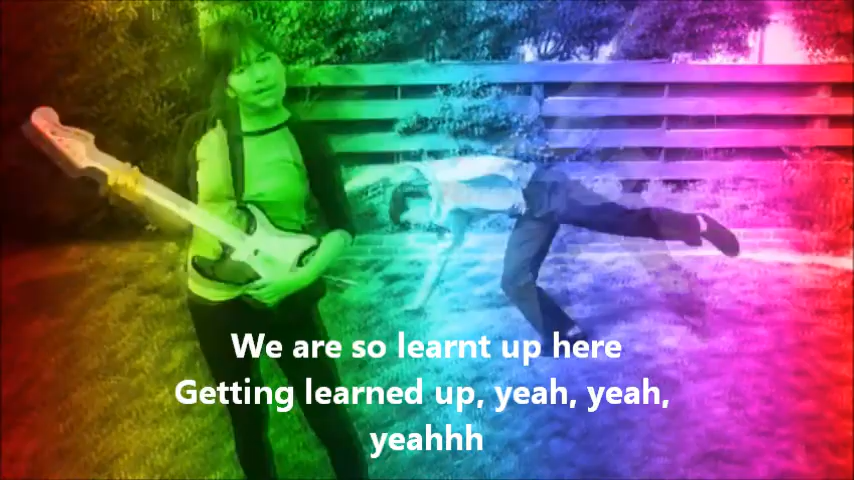 We are so learnt up here
Getting learned up, yeah, yeah,
yeahhh